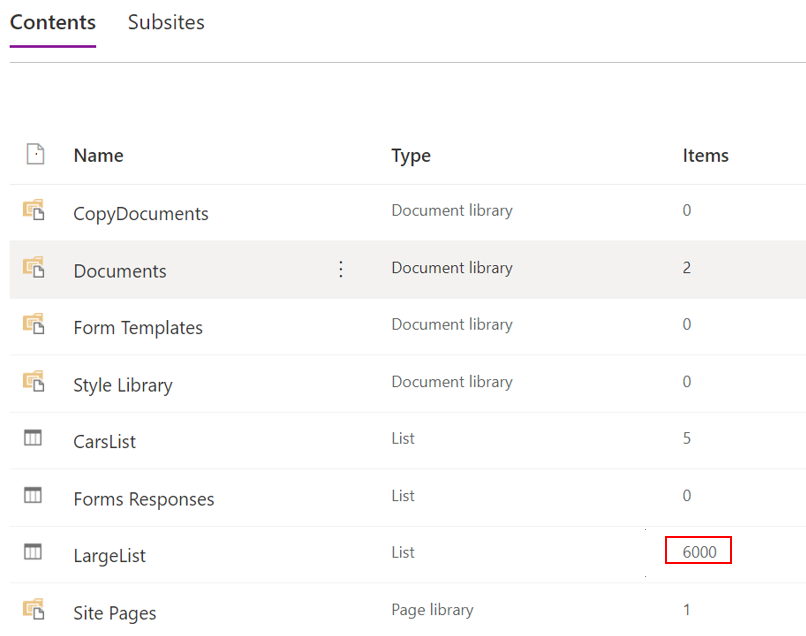 Contents Subsites
Name Type Items
CopyDocuments Document library 0
Documents Document library 2
Form Templates Document library 0
Style Library Document library 0
CarsList List 5
Forms Responses List 0
LargeList List 6000
Site Pages Page library 1